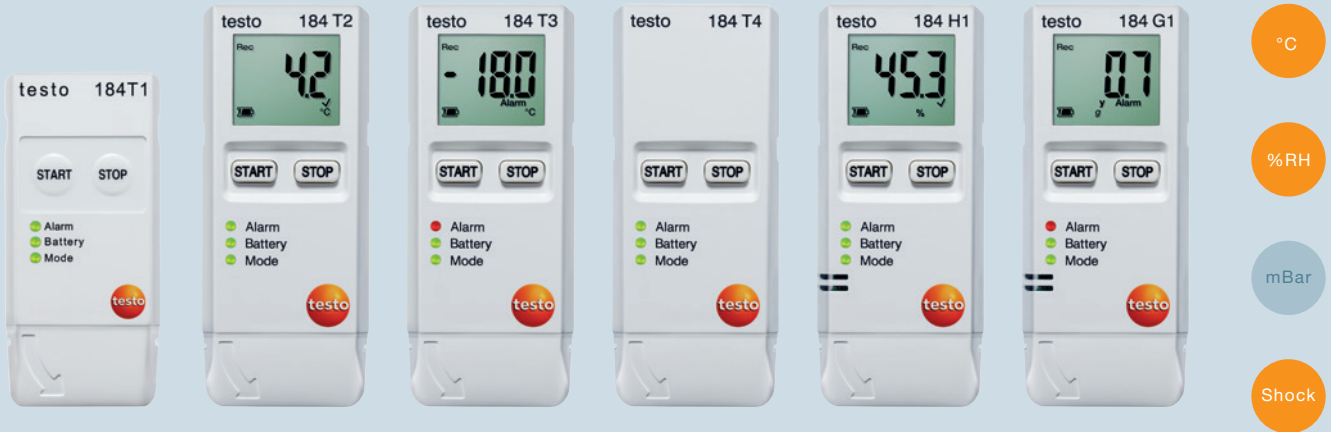 testo 184T1
START STOP
Alarm
Battery
Mode
testo
testo 184 T2
Rec
4.2
°C
START STOP
Alarm
Battery
Mode
testo
testo 184 T3
Rec
-18.0
Alarm
°C
START STOP
Alarm
Battery
Mode
testo
testo 184 T4
START STOP
Alarm
Battery
Mode
testo
testo 184 H1
Rec
45.3
%
START STOP
Alarm
Battery
Mode
testo
testo 184 G1
Rec
0.7
y Alarm
g
START STOP
Alarm
Battery
Mode
testo
°C
%RH
mBar
Shock